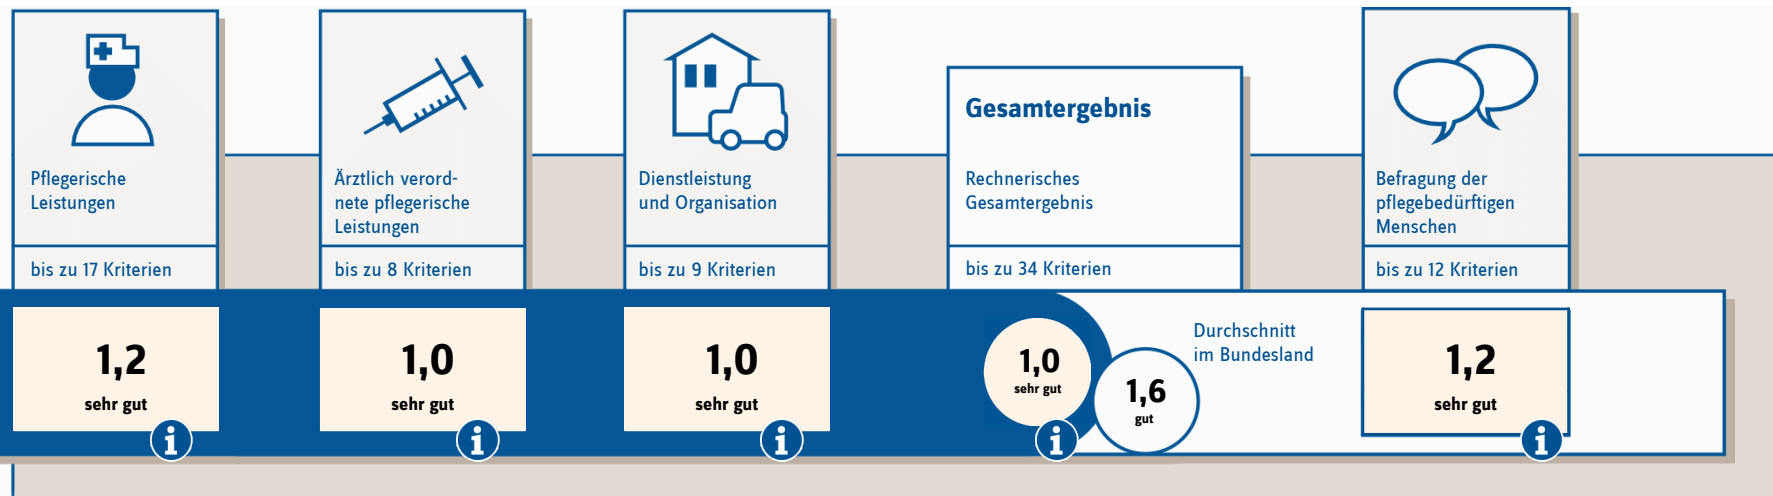 Pflegerische
Leistungen
bis zu 17 Kriterien
1,2
sehr gut
i
Ärztlich verord-
nete pflegerische
Leistungen
bis zu 8 Kriterien
1,0
sehr gut
i
Dienstleistung
und Organisation
bis zu 9 Kriterien
1,0
sehr gut
i
Gesamtergebnis
Rechnerisches
Gesamtergebnis
bis zu 34 Kriterien
1,0
sehr gut
i
1,6
gut
Durchschnitt
im Bundesland
Befragung der
pflegebedürftigen
Menschen
bis zu 12 Kriterien
1,2
sehr gut
i